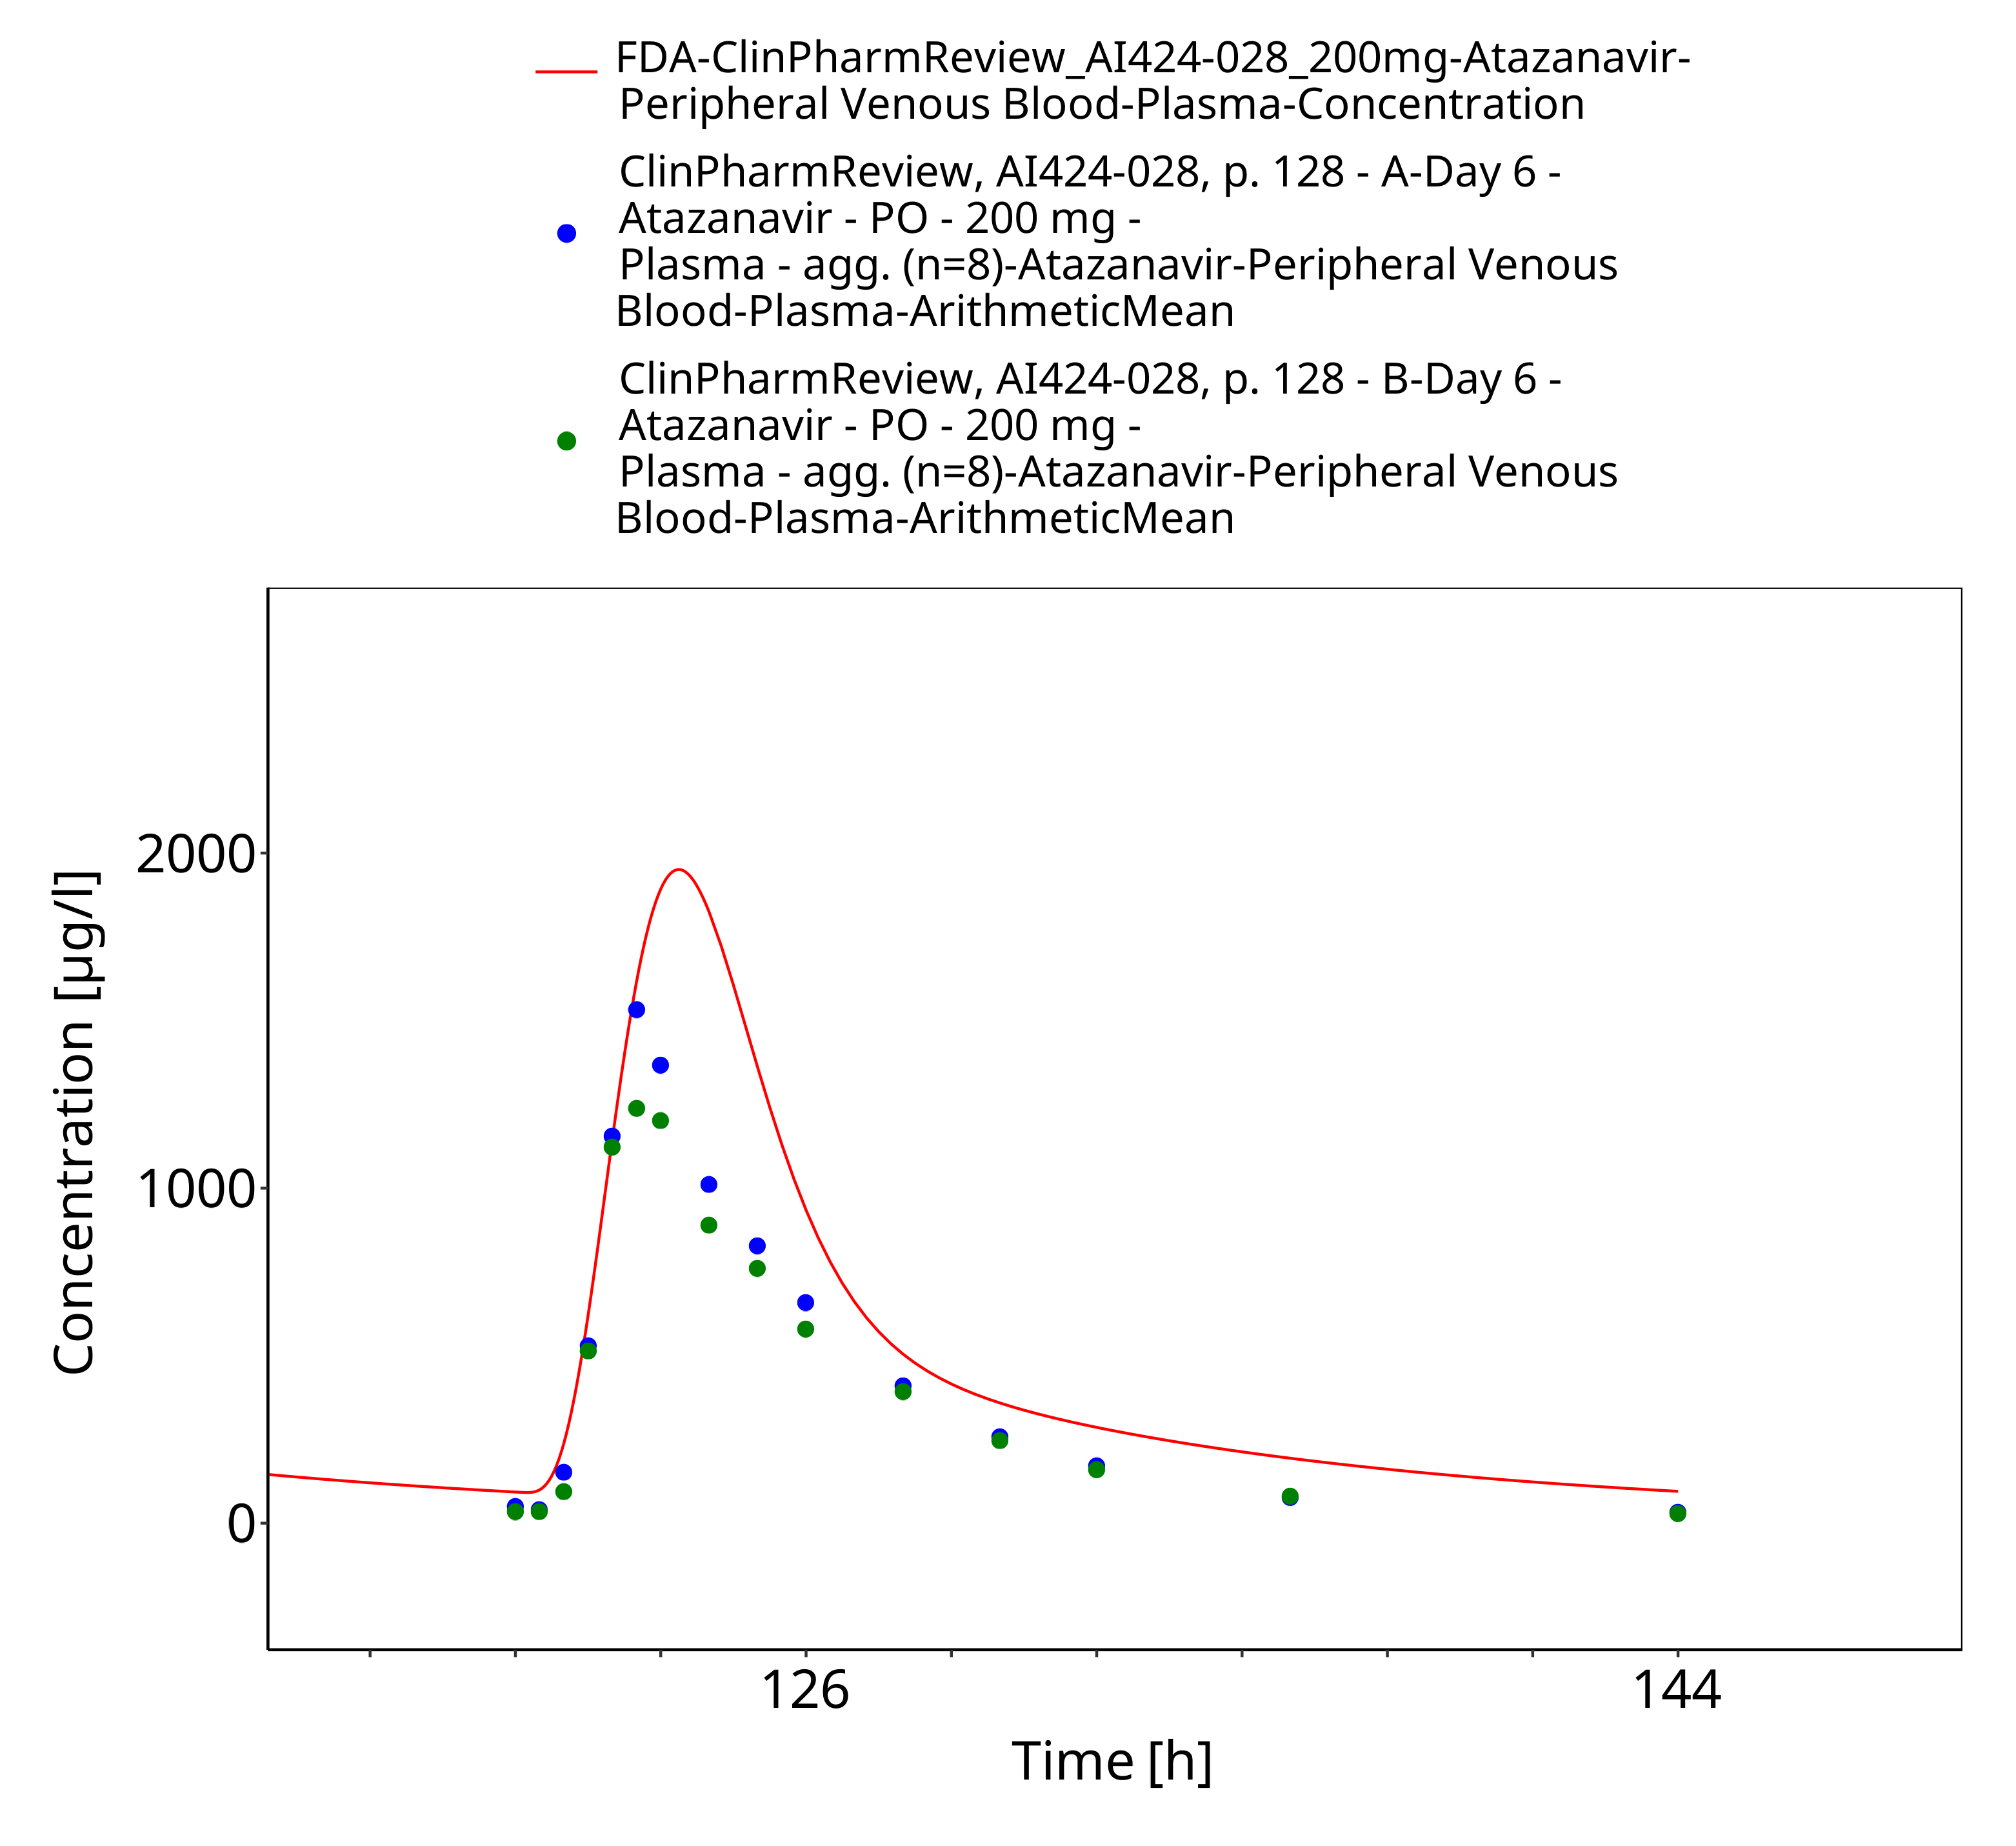 FDA-ClinPharmReview_AI424-028_200mg-Atazanavir-
Peripheral Venous Blood-Plasma-Concentration
ClinPharmReview, AI424-028, p. 128 - A-Day 6 -
Atazanavir - PO - 200 mg -
Plasma - agg. (n=8)-Atazanavir-Peripheral Venous
Blood-Plasma-ArithmeticMean
ClinPharmReview, AI424-028, p. 128 - B-Day 6 -
Atazanavir - PO - 200 mg -
Plasma - agg. (n=8)-Atazanavir-Peripheral Venous
Blood-Plasma-ArithmeticMean
Concentration [µg/l]
2000
1000
0
126
144
Time [h]